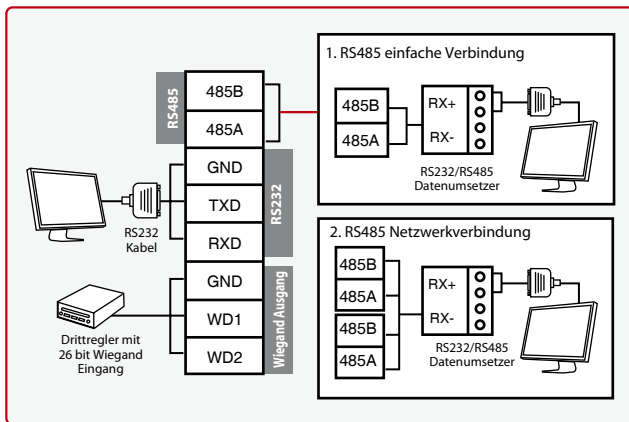 RS485
485B
485A
GND
TXD
RXD
RS232
GND
WD1
WD2
Wiegand Ausgang
RS232
Kabel
Drittregler mit
26 bit Wiegand
Eingang
1. RS485 einfache Verbindung
485B
485A
RX+
RX-
RS232/RS485
Datenumsetzer
2. RS485 Netzwerkverbindung
485B
485A
485B
485A
RX+
RX-
RS232/RS485
Datenumsetzer